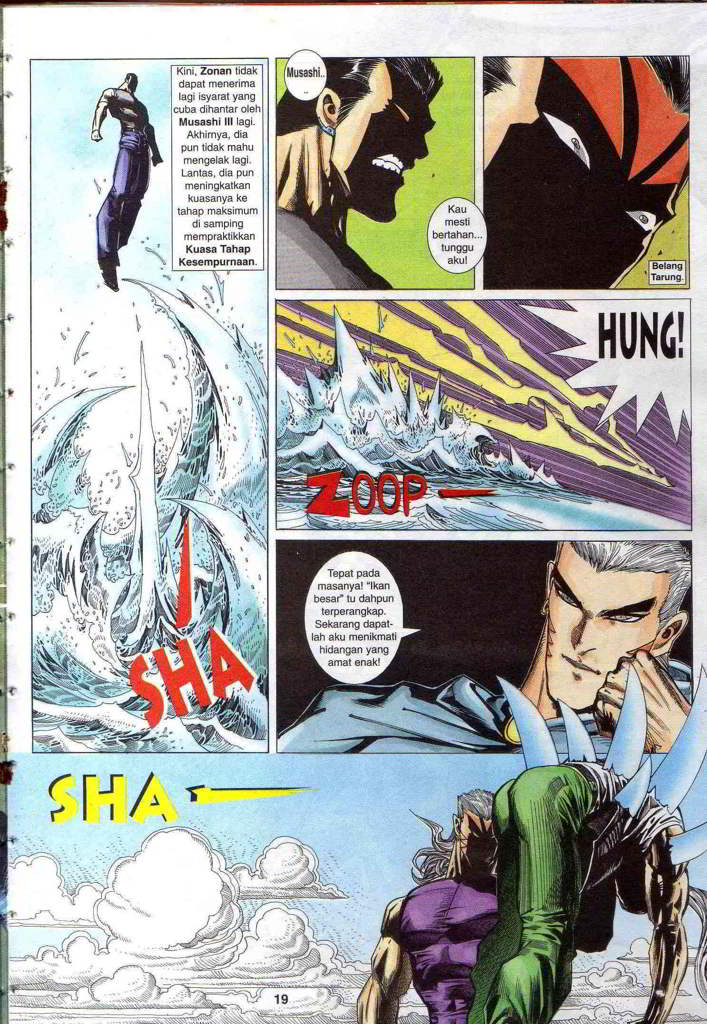 Kini, Zonan tidak
dapat menerima
lagi isyarat yang
cuba dihantar oleh
Musashi III lagi.
Akhirnya, dia
pun tidak mahu
mengelak lagi.
Lantas, dia pun
meningkatkan
kuasanya ke
tahap maksimum
di samping
mempraktikkan
Kuasa Tahap
Kesempurnaan.
Musashi..
..
Kau
mesti
bertahan...
tunggu
aku!
Belang
Tarung.
HUNG!
ZOOP
SHA
Tepat pada
masanya! "Ikan
besar" tu dahpun
terperangkap.
Sekarang dapat-
lah aku menikmati
hidangan yang
amat enak!
SHA
19